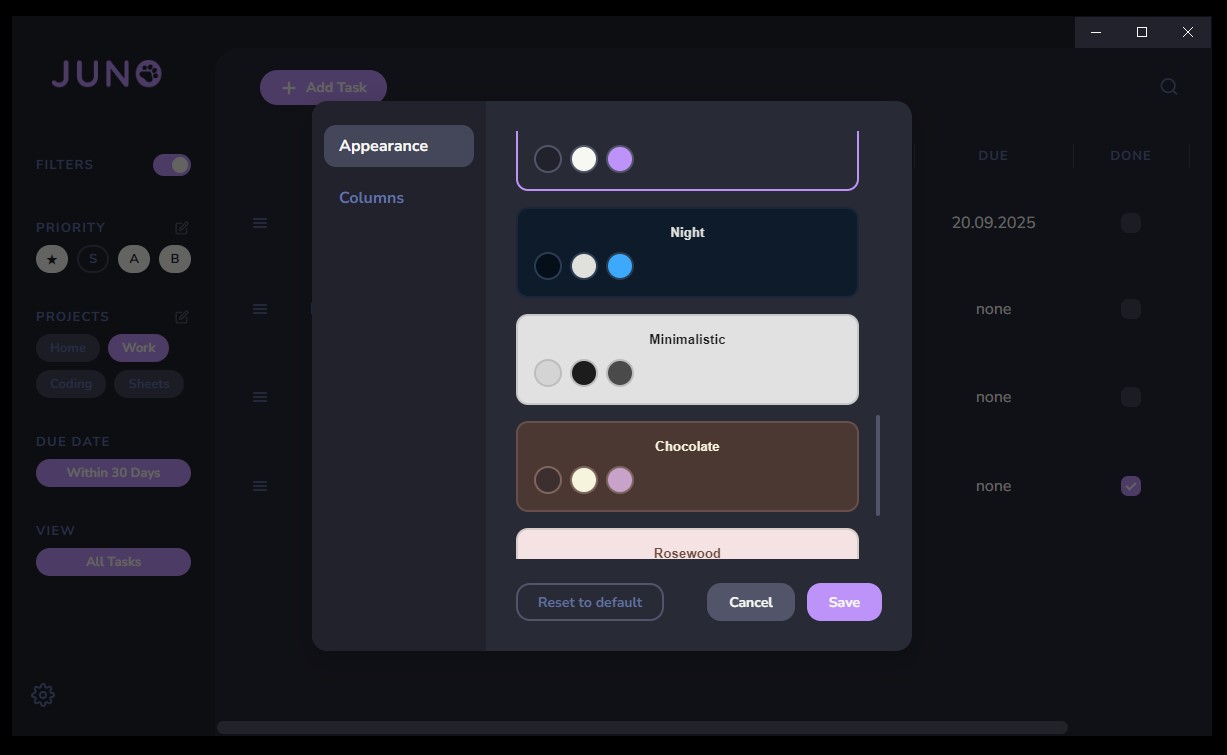 JUNO
Add Task
FILTERS
PRIORITY
★ S A B
PROJECTS
Home Work
Coding Sheets
DUE DATE
Within 30 Days
VIEW
All Tasks
Appearance
Columns
Night
Minimalistic
Chocolate
Rosewood
Reset to default Cancel Save
DUE DONE
20.09.2025
none
none
none